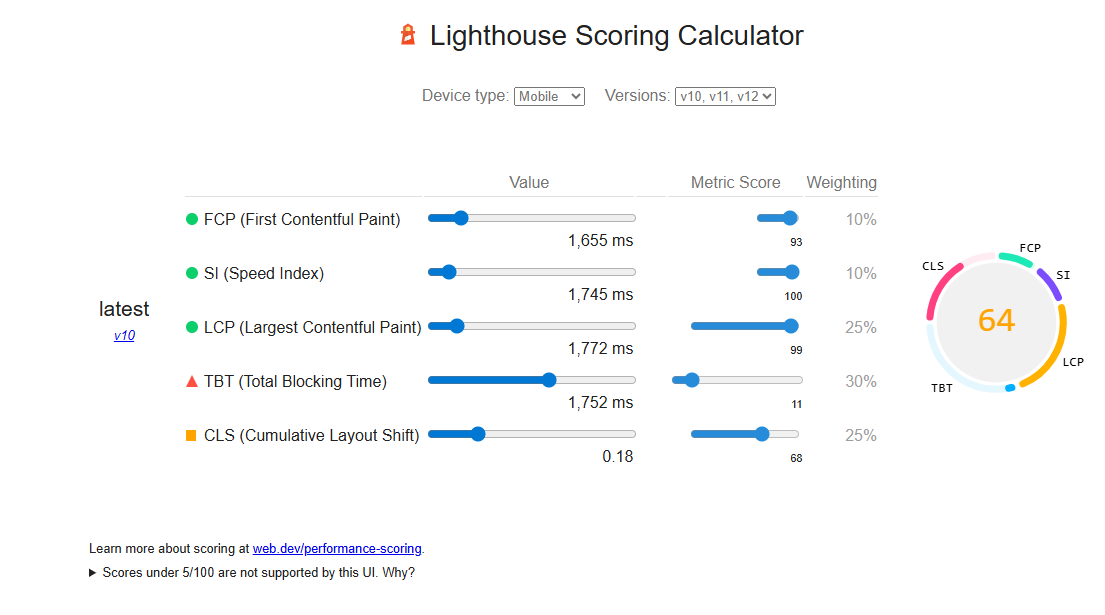 Lighthouse Scoring Calculator
Device type: Mobile Versions: v10, v11, v12
Value Metric Score Weighting
FCP (First Contentful Paint) 10%
1,655 ms 93
SI (Speed Index) 10%
1,745 ms 100
latest
v10
LCP (Largest Contentful Paint) 25%
1,772 ms 99
TBT (Total Blocking Time) 30%
1,752 ms 11
CLS (Cumulative Layout Shift) 25%
0.18 68
FCP
CLS
SI
64
LCP
TBT
Learn more about scoring at web.dev/performance-scoring.
Scores under 5/100 are not supported by this UI. Why?